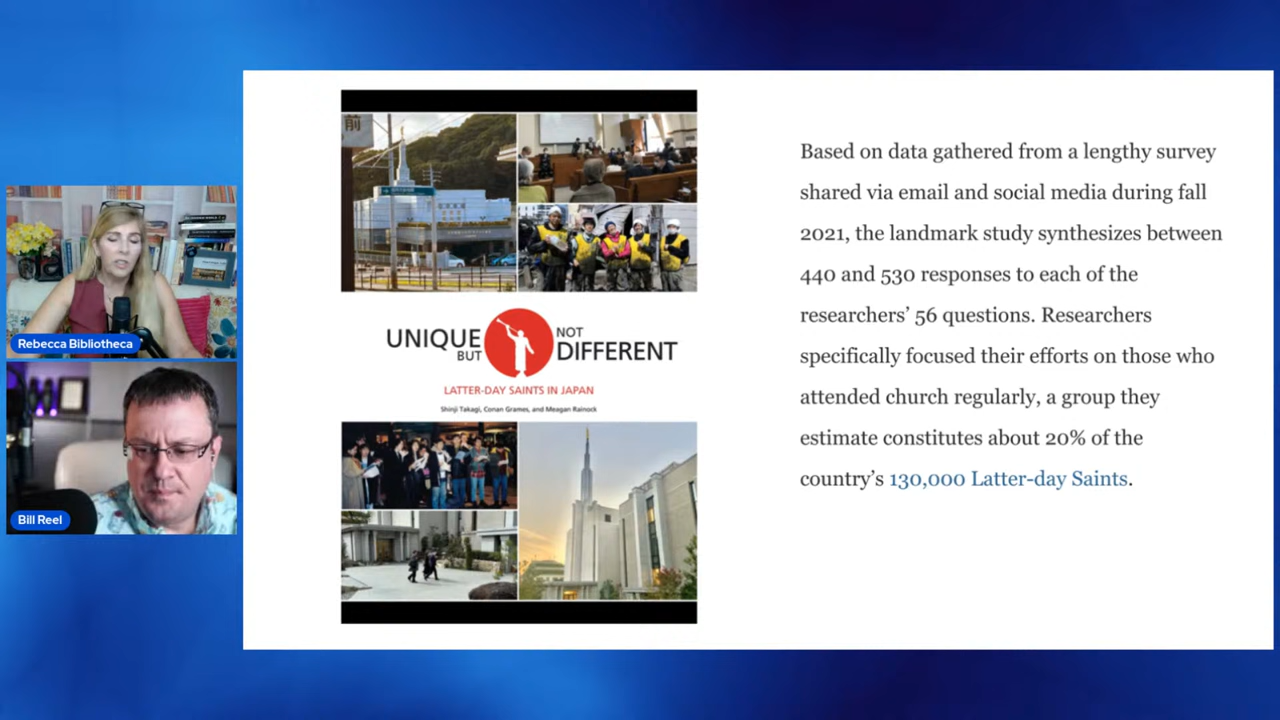 Rebecca Bibliotheca
Bill Reel
前
UNIQUE
BUT
NOT
DIFFERENT
LATTER-DAY SAINTS IN JAPAN
Shinji Takagi, Conan Grames, and Meagan Rainock
Based on data gathered from a lengthy survey
shared via email and social media during fall
2021, the landmark study synthesizes between
440 and 530 responses to each of the
researchers’ 56 questions. Researchers
specifically focused their efforts on those who
attended church regularly, a group they
estimate constitutes about 20% of the
country’s 130,000 Latter-day Saints.